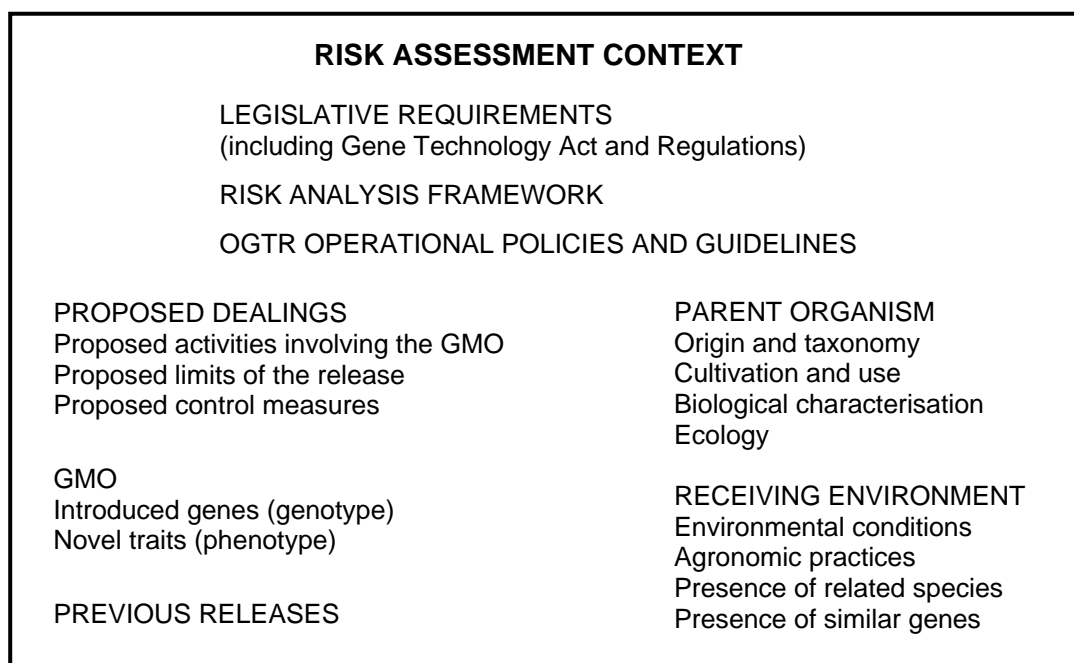 RISK ASSESSMENT CONTEXT
LEGISLATIVE REQUIREMENTS
(including Gene Technology Act and Regulations)
RISK ANALYSIS FRAMEWORK
OGTR OPERATIONAL POLICIES AND GUIDELINES
PROPOSED DEALINGS
Proposed activities involving the GMO
Proposed limits of the release
Proposed control measures
GMO
Introduced genes (genotype)
Novel traits (phenotype)
PREVIOUS RELEASES
PARENT ORGANISM
Origin and taxonomy
Cultivation and use
Biological characterisation
Ecology
RECEIVING ENVIRONMENT
Environmental conditions
Agronomic practices
Presence of related species
Presence of similar genes